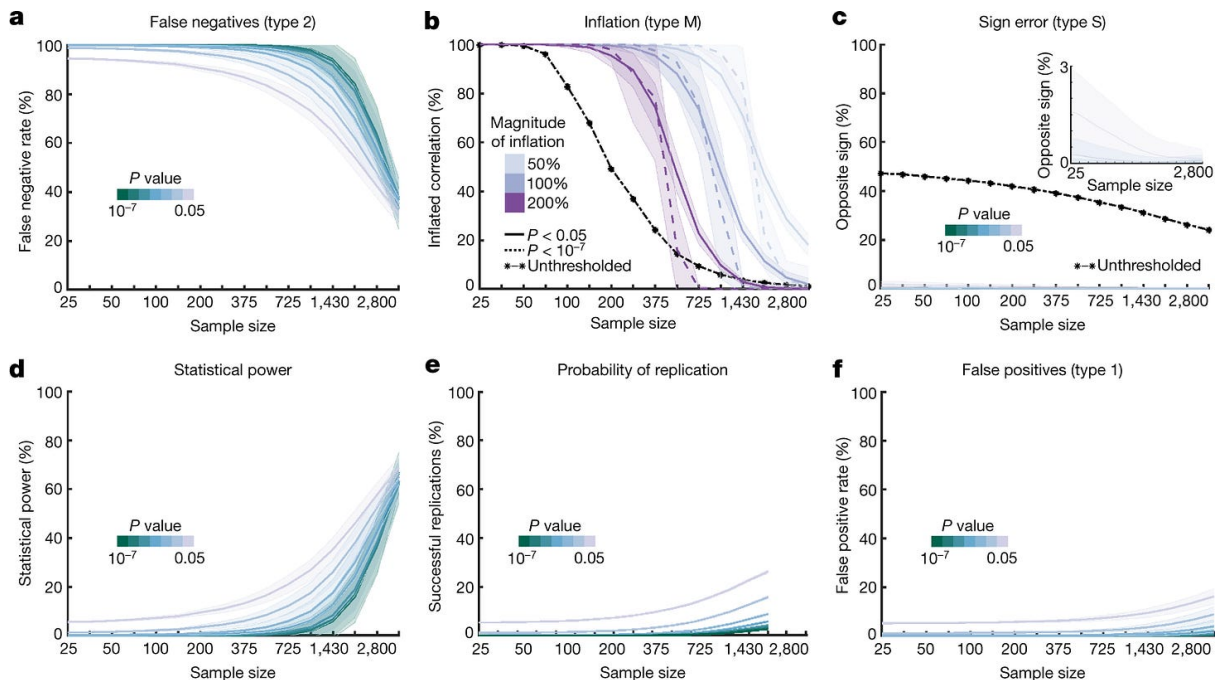 a False negatives (type 2)
False negative rate (%)
100
80
60
40
20
0
P value
10⁻⁷ 0.05
25 50 100 200 375 725 1,430 2,800
Sample size
b Inflation (type M)
Inflated correlation (%)
100
80
60
40
20
0
Magnitude
of inflation
50%
100%
200%
P < 0.05
P < 10⁻⁷
Unthresholded
25 50 100 200 375 725 1,430 2,800
Sample size
c Sign error (type S)
Opposite sign (%)
100
80
60
40
20
0
Opposite sign (%)
3
0
25 2,800
Sample size
P value
10⁻⁷ 0.05
Unthresholded
25 50 100 200 375 725 1,430 2,800
Sample size
d Statistical power
Statistical power (%)
100
80
60
40
20
0
P value
10⁻⁷ 0.05
25 50 100 200 375 725 1,430 2,800
Sample size
e Probability of replication
Successful replications (%)
100
80
60
40
20
0
P value
10⁻⁷ 0.05
25 50 100 200 375 725 1,430 2,800
Sample size
f False positives (type 1)
False positive rate (%)
100
80
60
40
20
0
P value
10⁻⁷ 0.05
25 50 100 200 375 725 1,430 2,800
Sample size